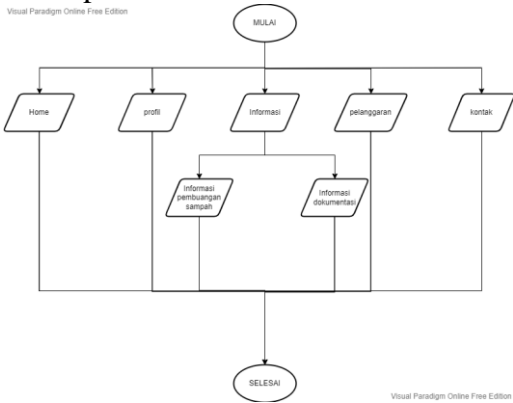 Visual Paradigm Online Free Edition
MULAI
Home
profil
Informasi
pelanggaran
kontak
Informasi
pembuangan
sampah
Informasi
dokumentasi
SELESAI
Visual Paradigm Online Free Edition